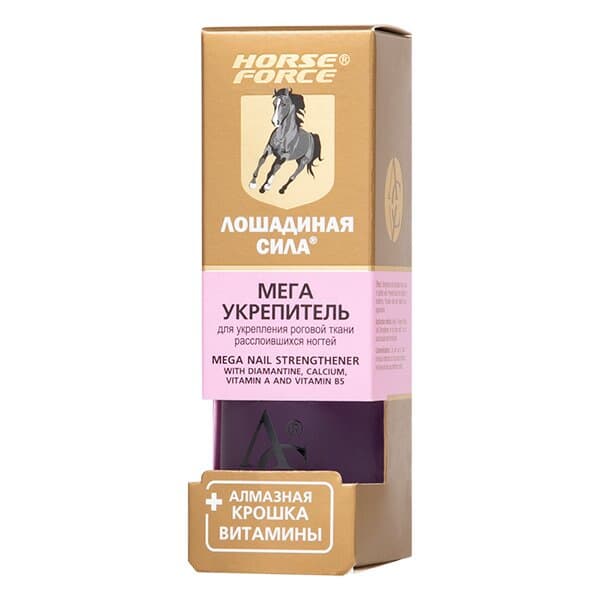 HORSE®
FORCE
ЛОШАДИНАЯ
СИЛА®
МЕГА
УКРЕПИТЕЛЬ
для укрепления роговой ткани
расслоившихся ногтей
MEGA NAIL STRENGTHENER
WITH DIAMANTINE, CALCIUM,
VITAMIN A AND VITAMIN B5
®
+ АЛМАЗНАЯ
КРОШКА
ВИТАМИНЫ